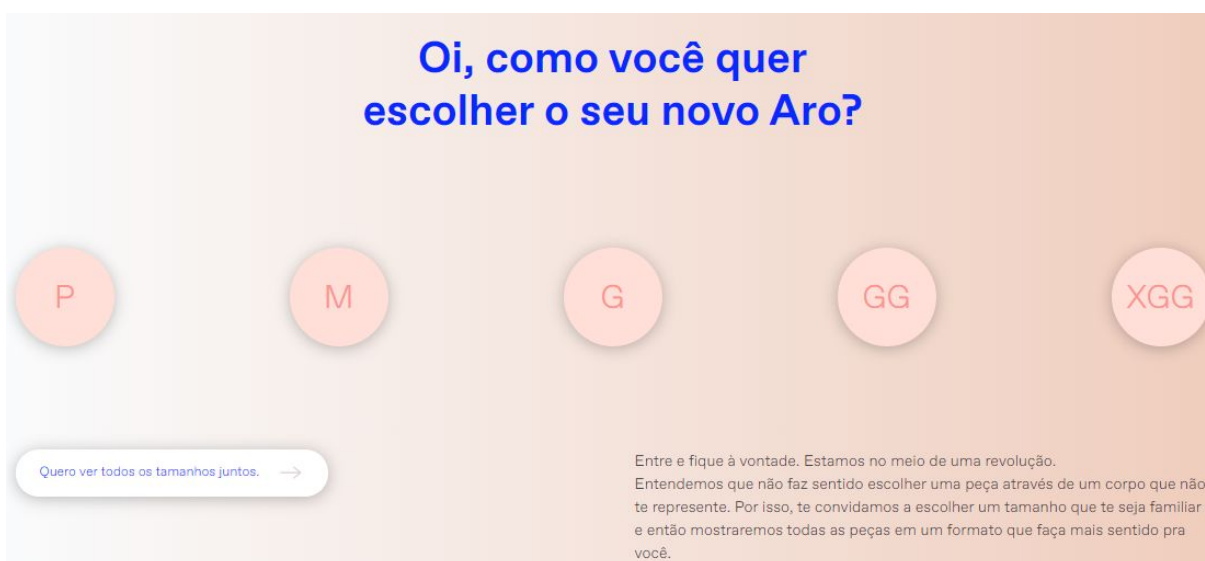 Oi, como você quer
escolher o seu novo Aro?
P
M
G
GG
XGG
Quero ver todos os tamanhos juntos.
Entre e fique à vontade. Estamos no meio de uma revolução.
Entendemos que não faz sentido escolher uma peça através de um corpo que não
te represente. Por isso, te convidamos a escolher um tamanho que te seja familiar
e então mostraremos todas as peças em um formato que faça mais sentido pra
você.